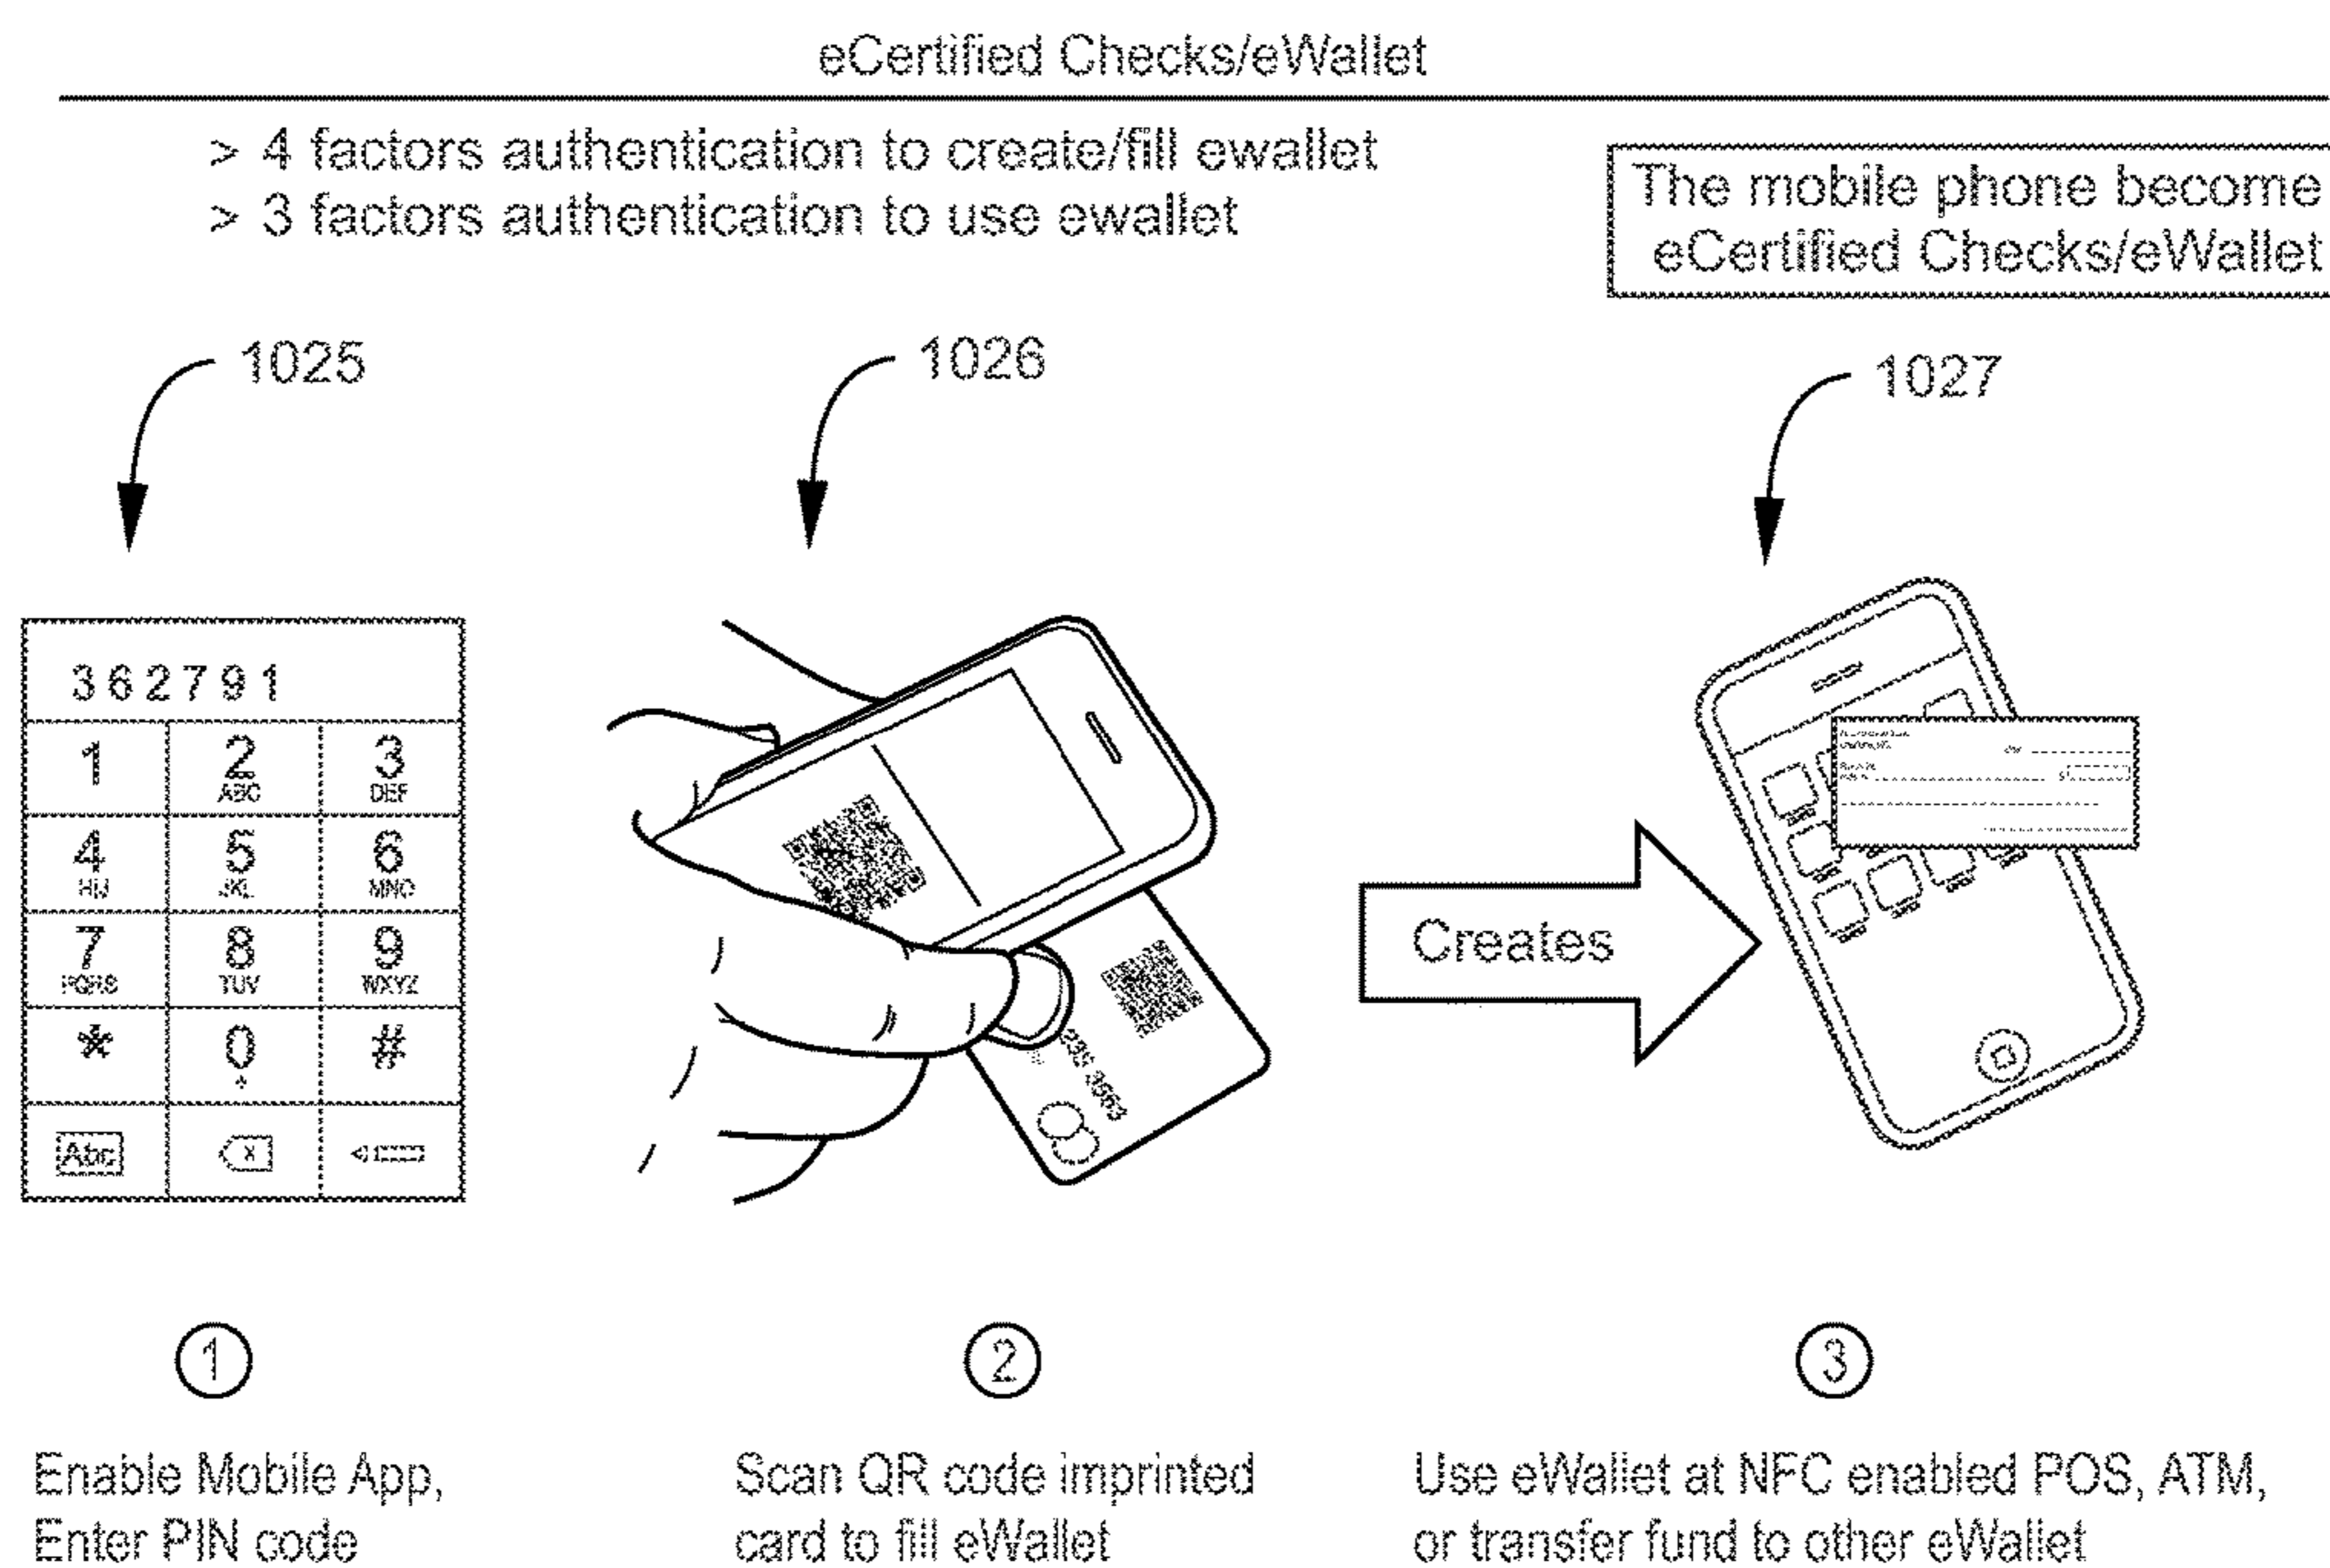 eCertified Checks/eWallet
> 4 factors authentication to create/fill ewallet
> 3 factors authentication to use ewallet
The mobile phone become
eCertified Checks/eWallet
1025
1026
1027
362791
1
2
3
ABC
DEF
4
5
6
HIJ
JKL
MNO
7
8
9
PQRS
TUV
WXYZ
*
0
#
+
Abc
x
Creates
1
2
3
Enable Mobile App,
Enter PIN code
Scan QR code imprinted
card to fill eWallet
Use eWallet at NFC enabled POS, ATM,
or transfer fund to other eWallet